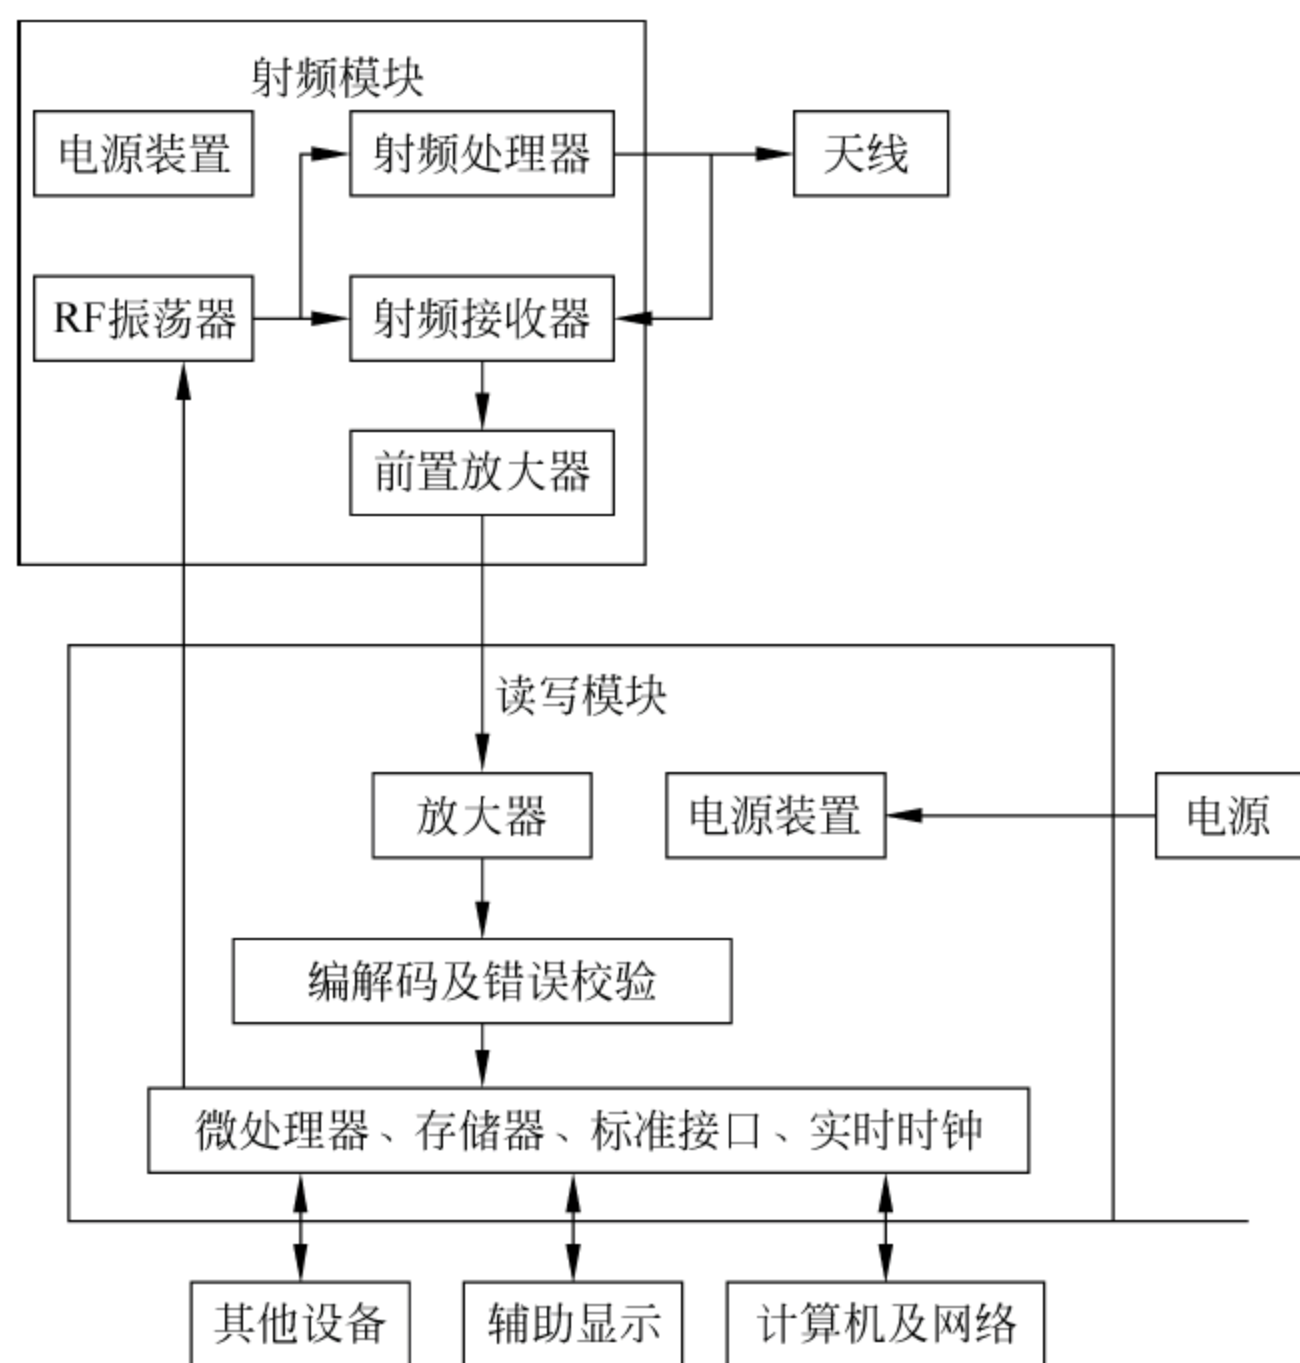 射频模块
电源装置
射频处理器
天线
RF振荡器
射频接收器
前置放大器
读写模块
放大器
电源装置
电源
编解码及错误校验
微处理器、存储器、标准接口、实时时钟
其他设备
辅助显示
计算机及网络